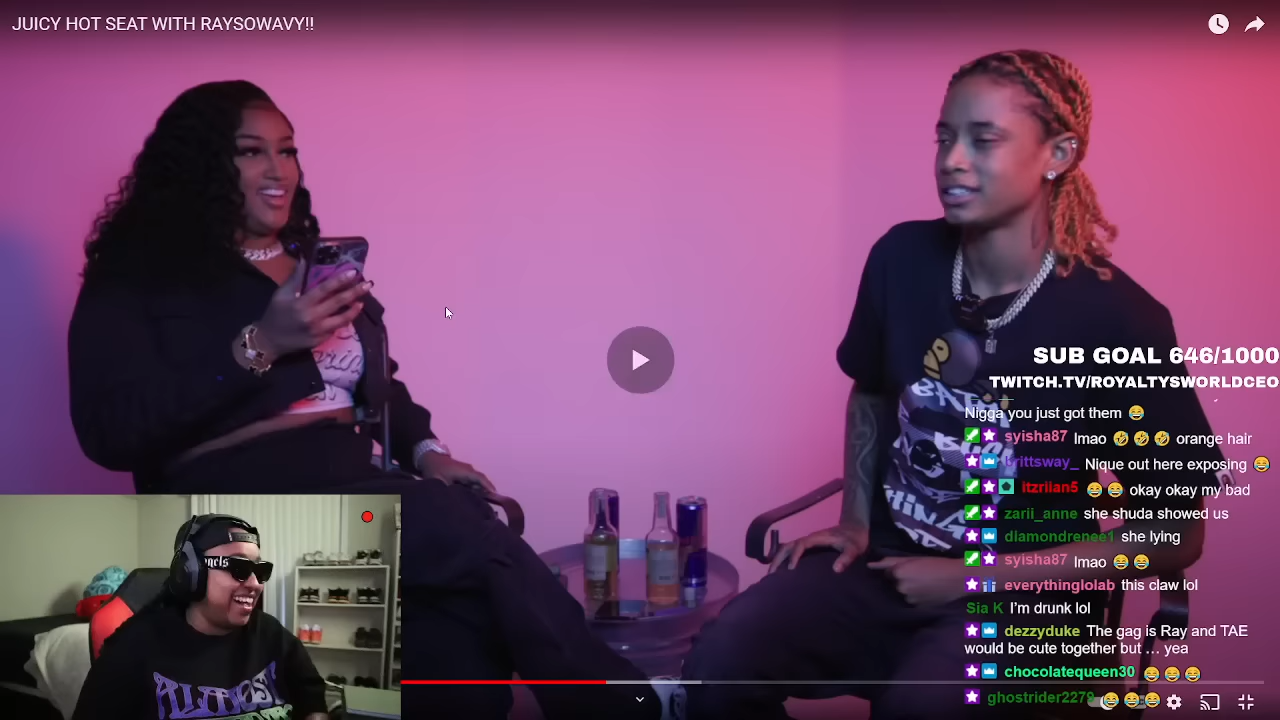 JUICY HOT SEAT WITH RAYSOWAVY!!
SUB GOAL 646/1000
TWITCH.TV/ROYALTYSWORLDCEO
Nigga you just got them 😂
syisha87 lmao 🤣 🤣 🤣 orange hair
brittsway_ Nique out here exposing 😂
itzrilan5 😂 😂 okay okay my bad
zarii_anne she shuda showed us
diamondrenee1 she lying
syisha87 lmao 😂 😂
everythinglolab this claw lol
Sia K I'm drunk lol
dezzyduke The gag is Ray and TAE
would be cute together but ... yea
chocolatequeen30 😂 😂 😂
ghostrider2279 😂 😂 😂